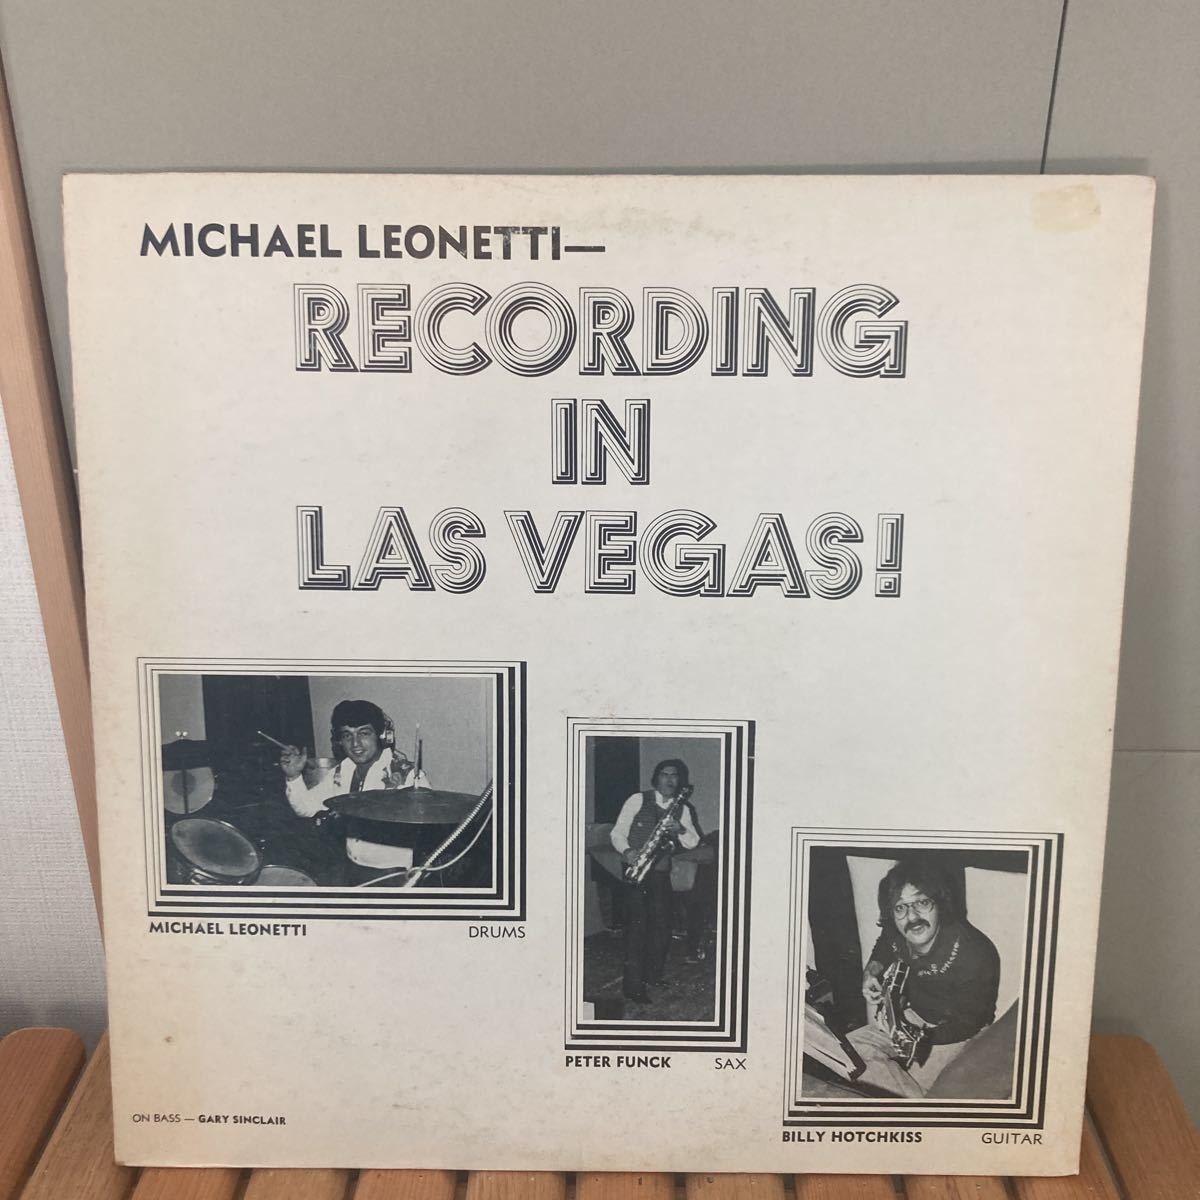 MICHAEL LEONETTI—
RECORDING
IN
LAS VEGAS!
MICHAEL LEONETTI DRUMS
PETER FUNCK SAX
BILLY HOTCHKISS GUITAR
ON BASS — GARY SINCLAIR